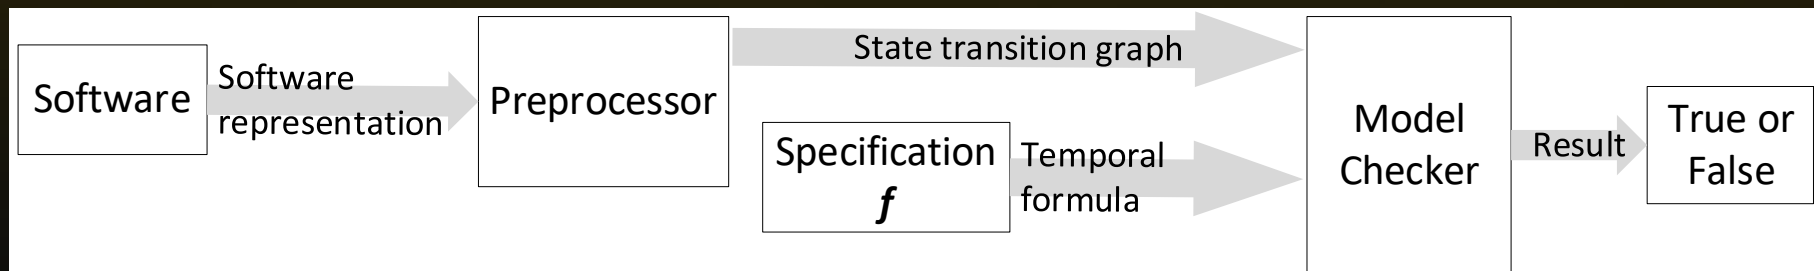 Software
Software
representation
Preprocessor
State transition graph
Specification
f
Temporal
formula
Model
Checker
Result
True or
False